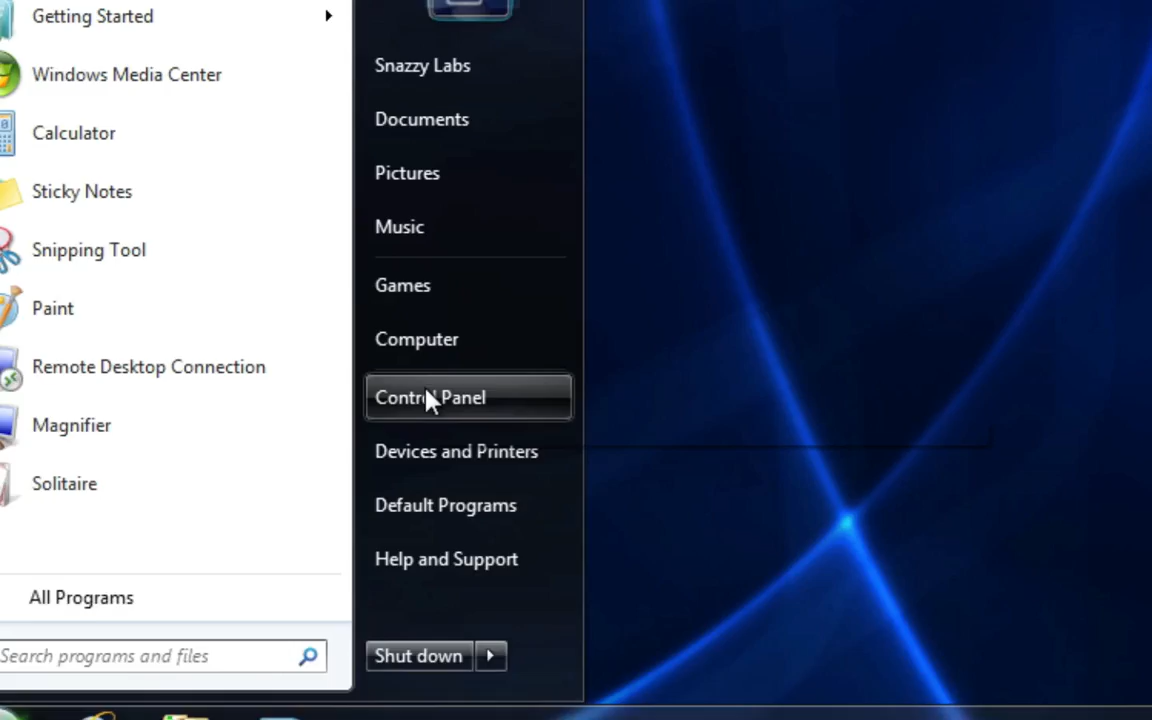 Getting Started
Windows Media Center
Calculator
Sticky Notes
Snipping Tool
Paint
Remote Desktop Connection
Magnifier
Solitaire
All Programs
Search programs and files
Snazzy Labs
Documents
Pictures
Music
Games
Computer
Control Panel
Devices and Printers
Default Programs
Help and Support
Shut down